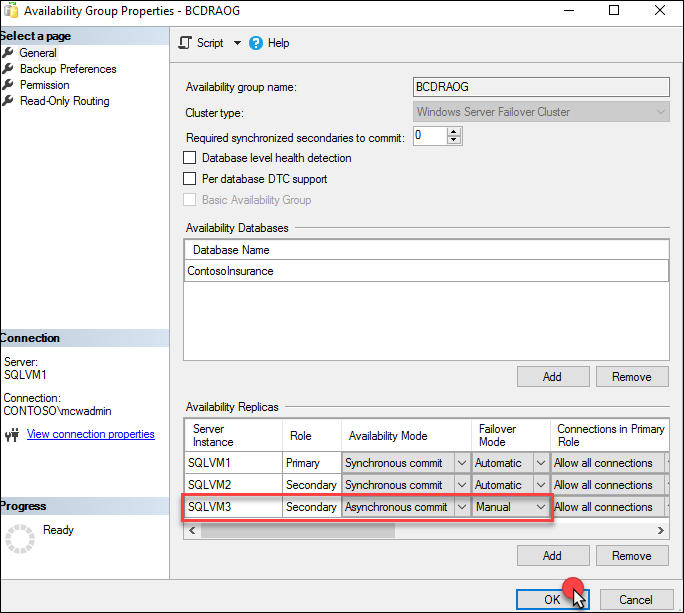 Availability Group Properties - BCDRAOG
Select a page
General
Backup Preferences
Permission
Read-Only Routing
Script
Help
Availability group name:
BCDRAOG
Cluster type:
Windows Server Failover Cluster
Required synchronized secondaries to commit:
0
Database level health detection
Per database DTC support
Basic Availability Group
Availability Databases
Database Name
ContosoInsurance
Add
Remove
Connection
Server:
SQLVM1
Connection:
CONTOSO\mcwadmin
View connection properties
Progress
Ready
Availability Replicas
Server Instance
Role
Availability Mode
Failover Mode
Connections in Primary Role
SQLVM1 Primary Synchronous commit Automatic Allow all connections
SQLVM2 Secondary Synchronous commit Automatic Allow all connections
SQLVM3 Secondary Asynchronous commit Manual Allow all connections
Add
Remove
OK
Cancel